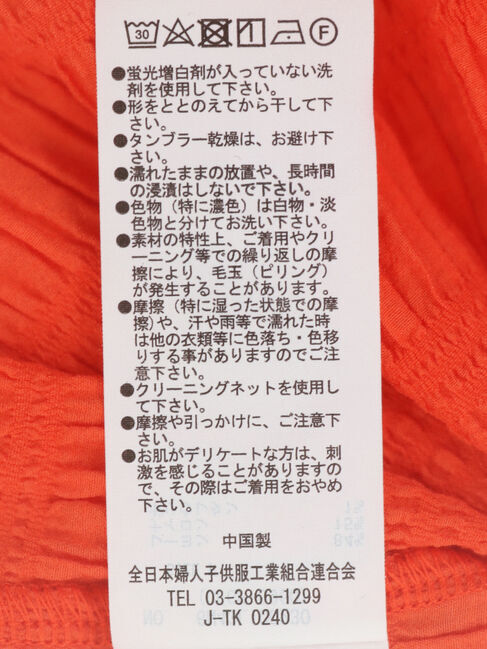 30 F
●蛍光増白剤が入っていない洗
剤を使用して下さい。
●形をととのえてから干して下
さい。
●タンブラー乾燥は、お避け下
さい。
●濡れたままの放置や、長時間
の浸漬はしないで下さい。
●色物（特に濃色）は白物・淡
色物と分けてお洗い下さい。
●素材の特性上、ご着用やクリ
ーニング等での繰り返しの摩
擦により、毛玉（ピリング）
が発生することがあります。
●摩擦（特に湿った状態での摩
擦)や、汗や雨等で濡れた時
は他の衣類等に色落ち・色移
りする事がありますのでご注
意下さい。
●クリーニングネットを使用し
て下さい。
●摩擦や引っかけに、ご注意下
さい。
●お肌がデリケートな方は、刺
激を感じることがありますの
で、その際はご着用をおやめ
下さい。
中国製
全日本婦人子供服工業組合連合会
TEL 03-3866-1299
J-TK 0240